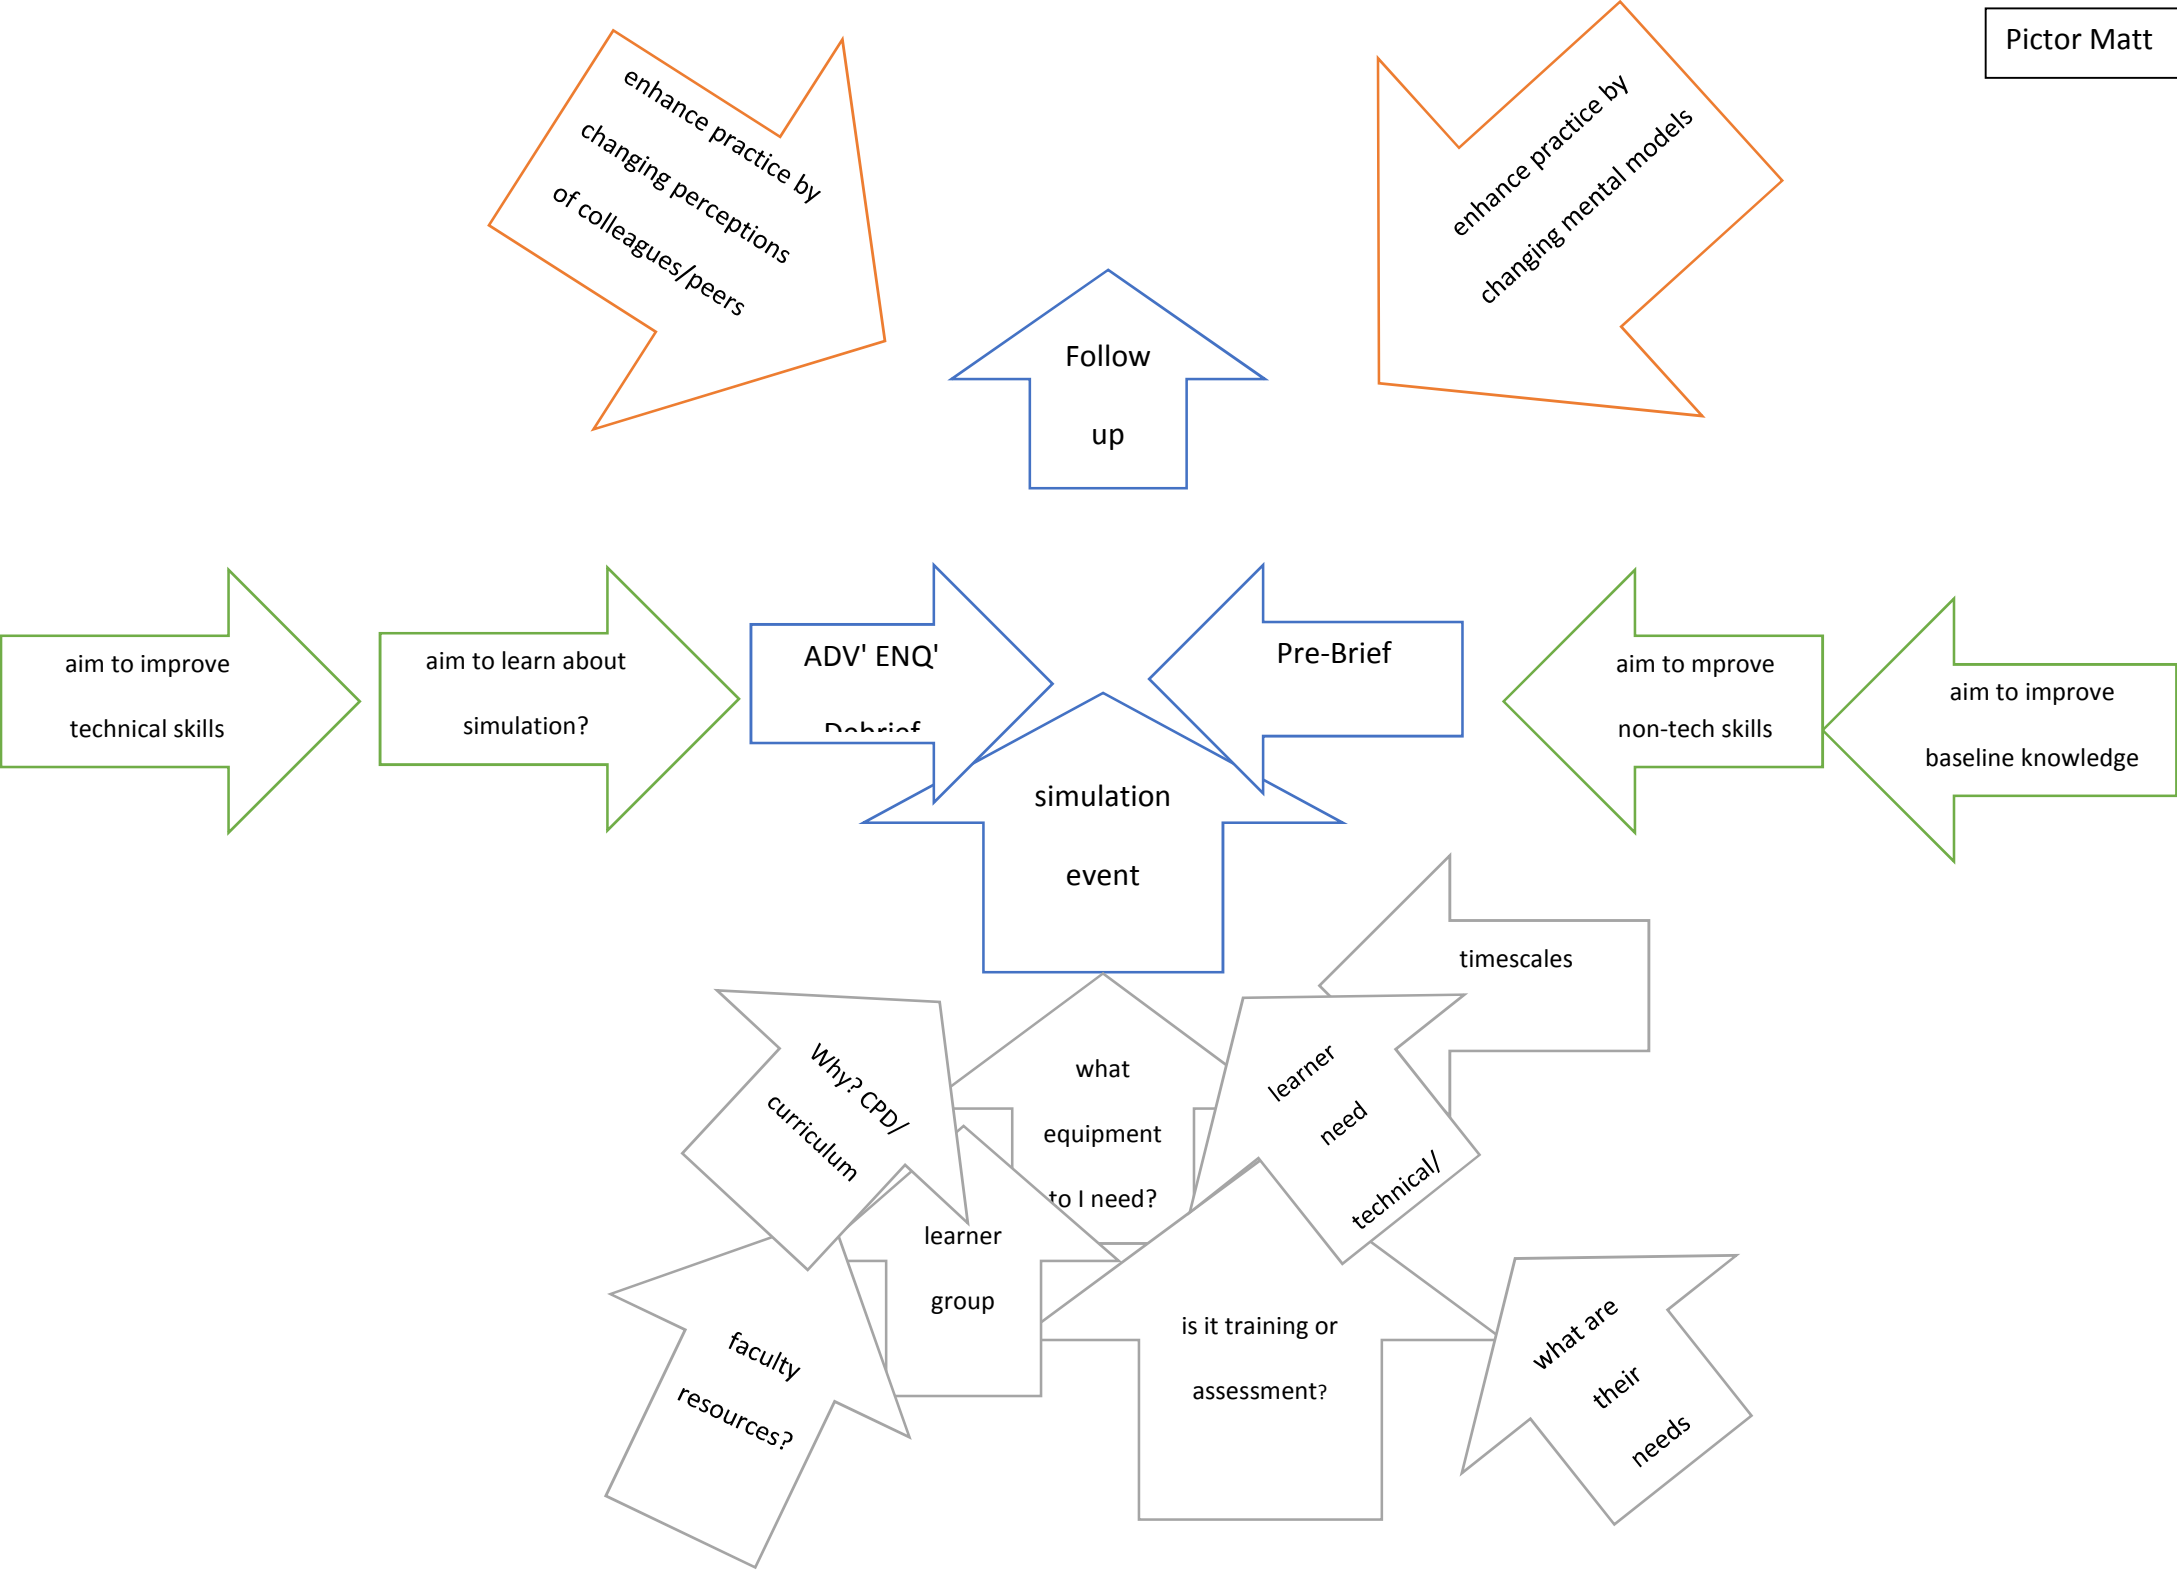 Pictor Matt
enhance practice by
changing perceptions
of colleagues/peers
enhance practice by
changing mental models
Follow
up
aim to improve
technical skills
aim to learn about
simulation?
ADV' ENQ'
Debrief
Pre-Brief
aim to mprove
non-tech skills
aim to improve
baseline knowledge
simulation
event
timescales
Why? CPD/
curriculum
what
equipment
to I need?
learner
need
technical/
learner
group
faculty
resources?
is it training or
assessment?
what are
their
needs